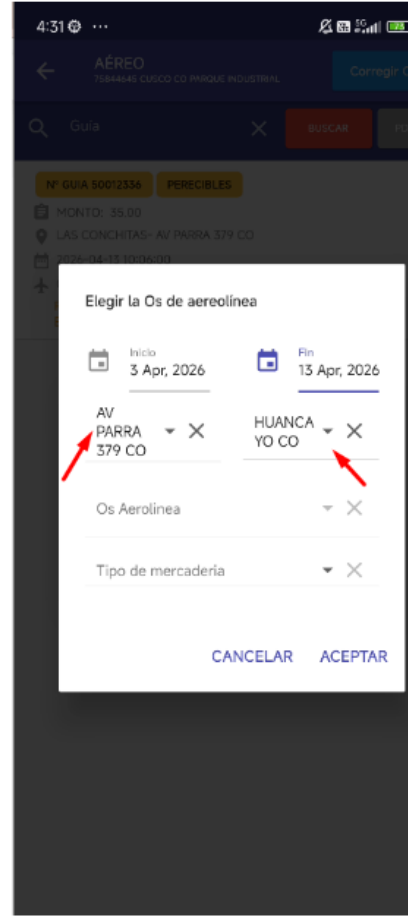 4:31
5G
AÉREO
75844646 CUSCO CO PARQUE INDUSTRIAL
Corregir
Guía
BUSCAR
N° GUIA 50012336 PERECIBLES
MONTO: 35.00
LAS CONCHITAS- AV PARRA 379 CO
2026-04-13 10:06:00
Elegir la Os de aereolínea
Inicio
3 Apr, 2026
Fin
13 Apr, 2026
AV
PARRA
379 CO
HUANCA
YO CO
Os Aerolinea
Tipo de mercaderia
CANCELAR ACEPTAR